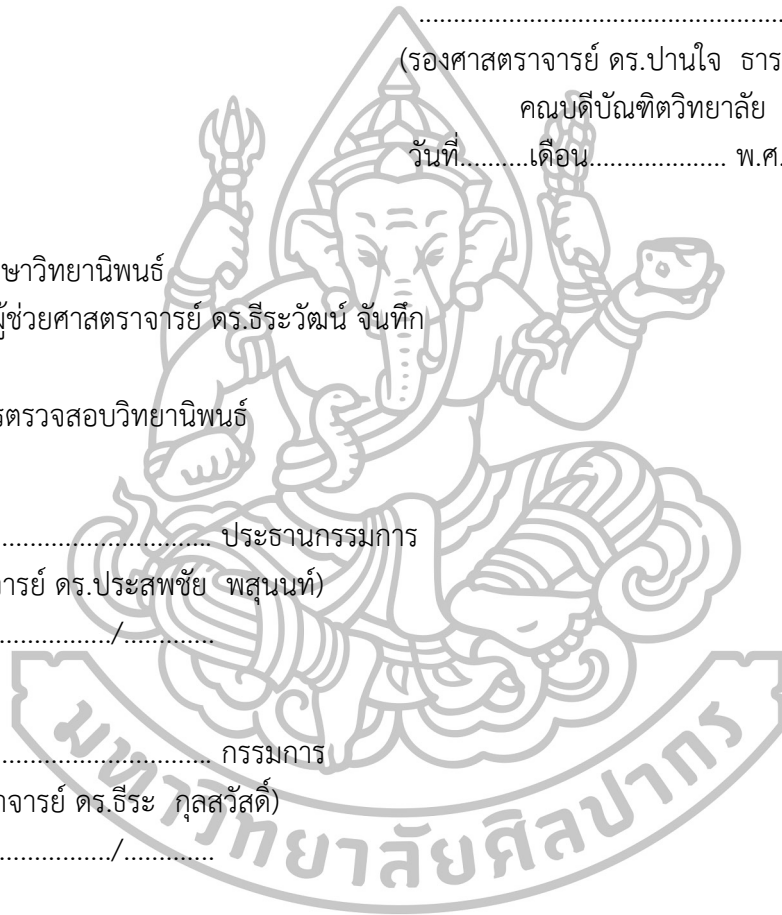 ............................................................
(รองศาสตราจารย์ ดร.ปานใจ ธาร
คณบดีบัณฑิตวิทยาลัย
วันที่..........เดือน.................... พ.ศ.
ษาวิทยานิพนธ์
ผู้ช่วยศาสตราจารย์ ดร.ธีระวัฒน์ จันทึก
รตรวจสอบวิทยานิพนธ์
................................... ประธานกรรมการ
จารย์ ดร.ประสพชัย พสุนนท์)
.................../.............
................................... กรรมการ
าจารย์ ดร.ธีระ กุลสวัสดิ์)
.................../.............
มหาวิทยาลัยศิลปากร